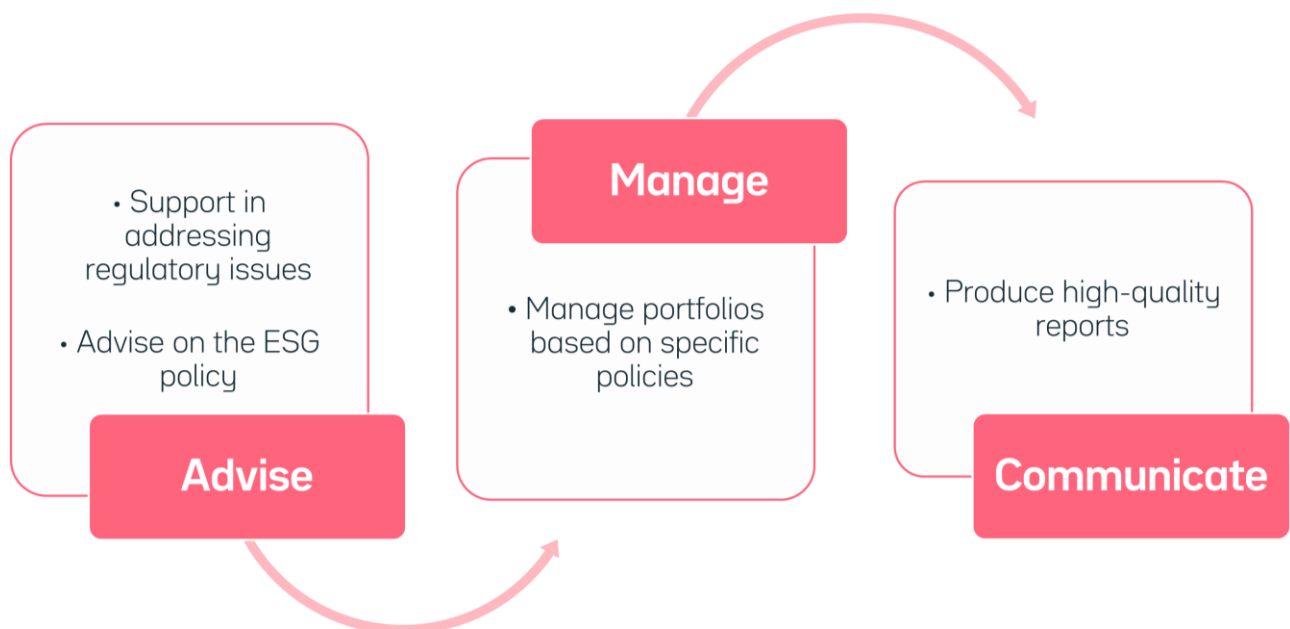 • Support in
addressing
regulatory issues
• Advise on the ESG
policy
Advise
Manage
• Manage portfolios
based on specific
policies
• Produce high-quality
reports
Communicate